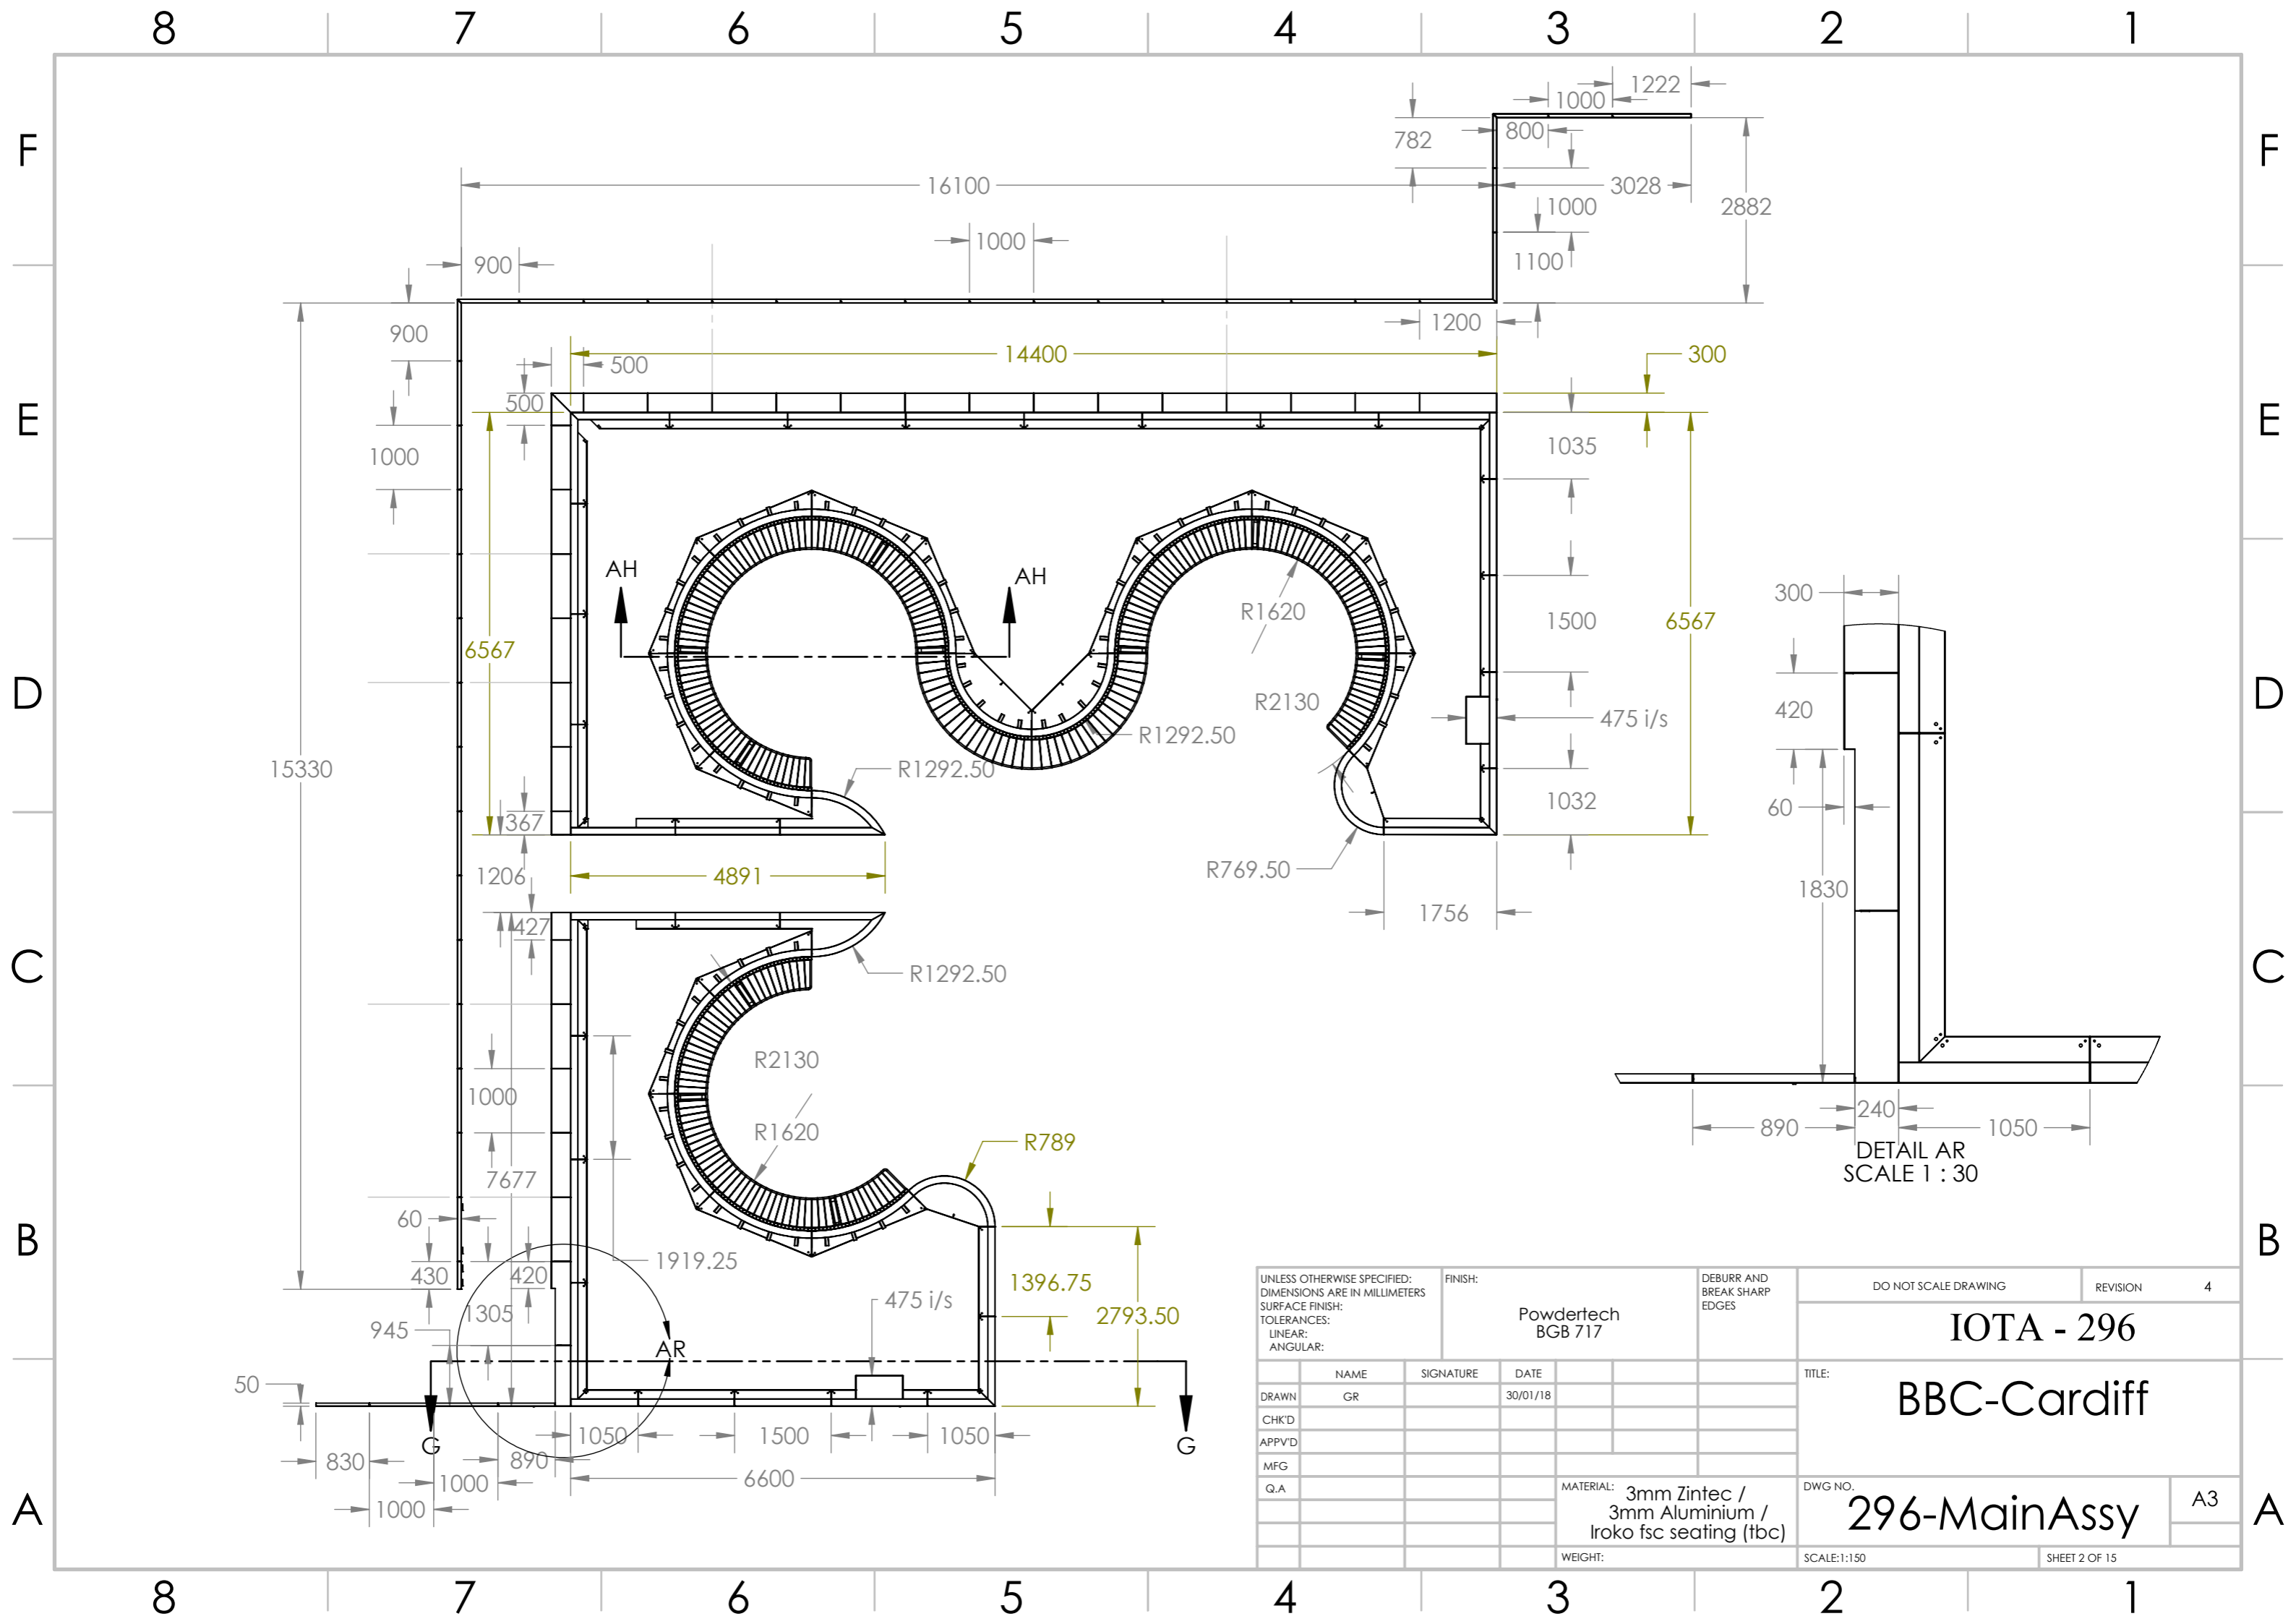 8 7 6 5 4 3 2 1
F F
E E
D D
C C
B B
A A
1222
1000
782
800
16100
3028
1000
2882
1000
900
1100
900
1200
14400
300
500
500
1035
1000
AH AH
R1620
300
6567
1500
6567
R2130
420
475 i/s
R1292.50
15330
R1292.50
60
367
1032
R769.50
1206
4891
1830
427
1756
R1292.50
R2130
1000
240
R1620
890
1050
R789
DETAIL AR
SCALE 1 : 30
7677
60
1919.25
430
420
1396.75
475 i/s
1305
2793.50
945
AR
50
G G
1050
1500
1050
830
890
6600
1000
1000
UNLESS OTHERWISE SPECIFIED:
DIMENSIONS ARE IN MILLIMETERS
SURFACE FINISH:
TOLERANCES:
LINEAR:
ANGULAR:
FINISH:
Powdertech
BGB 717
DEBURR AND
BREAK SHARP
EDGES
DO NOT SCALE DRAWING
REVISION 4
IOTA - 296
NAME SIGNATURE DATE
DRAWN GR 30/01/18
CHK'D
APPV'D
MFG
Q.A
TITLE:
BBC-Cardiff
MATERIAL: 3mm Zintec /
3mm Aluminium /
Iroko fsc seating (tbc)
WEIGHT:
DWG NO.
296-MainAssy
A3
SCALE:1:150
SHEET 2 OF 15
8 7 6 5 4 3 2 1